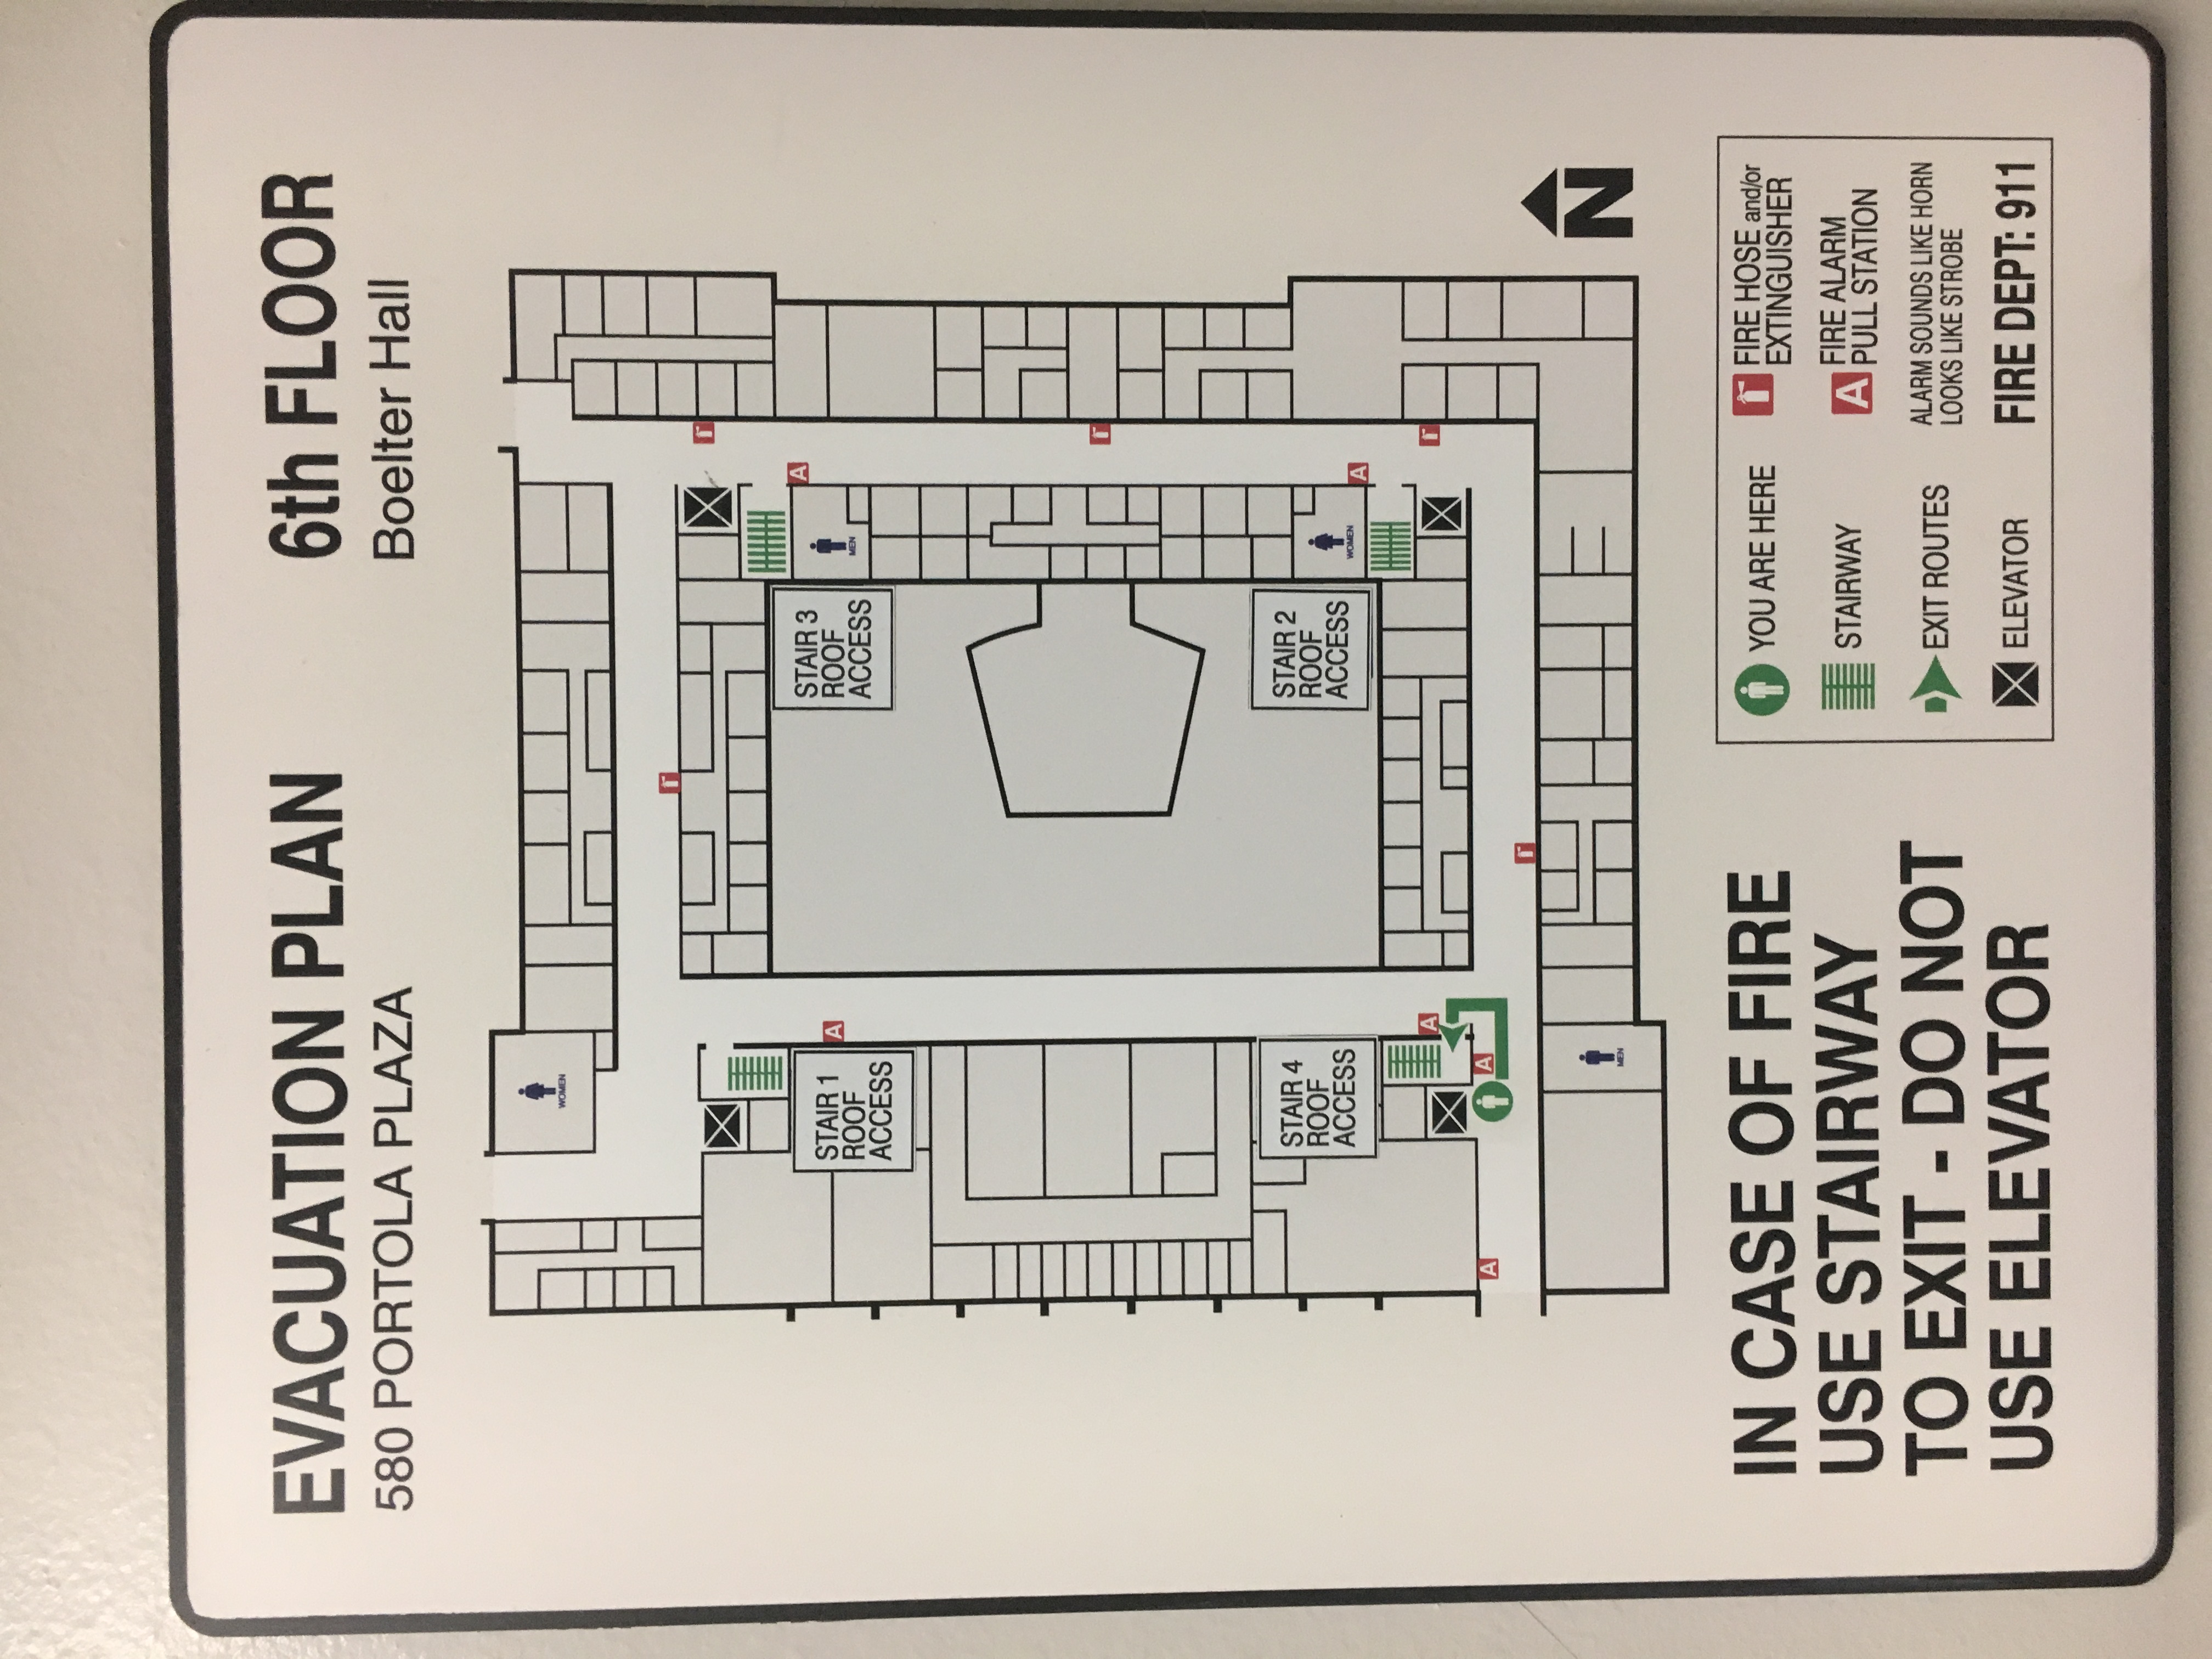 EVACUATION PLAN
580 PORTOLA PLAZA
6th FLOOR
Boelter Hall
WOMEN
STAIR 1
ROOF
ACCESS
STAIR 3
ROOF
ACCESS
A
A
MEN
STAIR 4
ROOF
ACCESS
STAIR 2
ROOF
ACCESS
WOMEN
A
A
A
A
MEN
N
IN CASE OF FIRE
USE STAIRWAY
TO EXIT - DO NOT
USE ELEVATOR
YOU ARE HERE
STAIRWAY
EXIT ROUTES
ELEVATOR
FIRE HOSE and/or
EXTINGUISHER
A
FIRE ALARM
PULL STATION
ALARM SOUNDS LIKE HORN
LOOKS LIKE STROBE
FIRE DEPT: 911